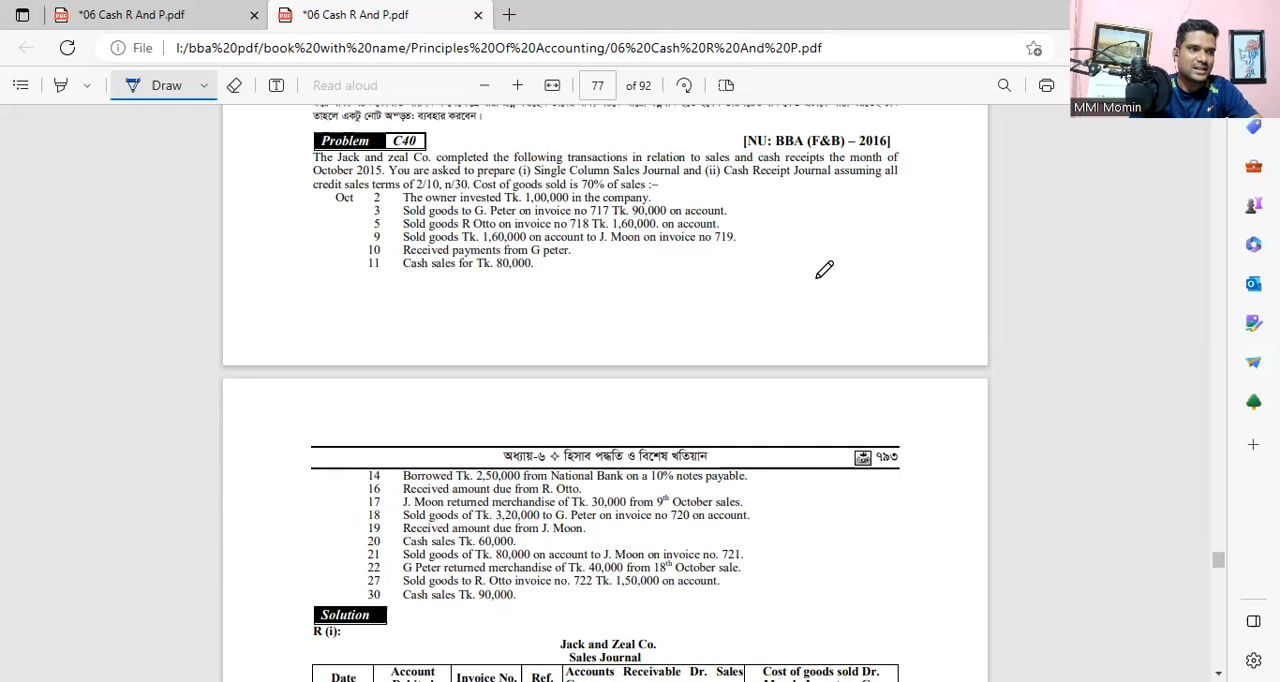 *06 Cash R And P.pdf
*06 Cash R And P.pdf
File
I:/bba%20pdf/book%20with%20name/Principles%20Of%20Accounting/06%20Cash%20R%20And%20P.pdf
Draw
Read aloud
77
of 92
MMI Momin
তাহলে একটু নোট অন্তর্ভুক্ত: ব্যবহার করবেন।
Problem C40
[NU: BBA (F&B) – 2016]
The Jack and zeal Co. completed the following transactions in relation to sales and cash receipts the month of
October 2015. You are asked to prepare (i) Single Column Sales Journal and (ii) Cash Receipt Journal assuming all
credit sales terms of 2/10, n/30. Cost of goods sold is 70% of sales :–
Oct 2 The owner invested Tk. 1,00,000 in the company.
3 Sold goods to G. Peter on invoice no 717 Tk. 90,000 on account.
5 Sold goods R Otto on invoice no 718 Tk. 1,60,000. on account.
9 Sold goods Tk. 1,60,000 on account to J. Moon on invoice no 719.
10 Received payments from G peter.
11 Cash sales for Tk. 80,000.
অধ্যায়-৬ ✧ হিসাব পদ্ধতি ও বিশেষ খতিয়ান
৭৯৩
14 Borrowed Tk. 2,50,000 from National Bank on a 10% notes payable.
16 Received amount due from R. Otto.
17 J. Moon returned merchandise of Tk. 30,000 from 9th October sales.
18 Sold goods of Tk. 3,20,000 to G. Peter on invoice no 720 on account.
19 Received amount due from J. Moon.
20 Cash sales Tk. 60,000.
21 Sold goods of Tk. 80,000 on account to J. Moon on invoice no. 721.
22 G Peter returned merchandise of Tk. 40,000 from 18th October sale.
27 Sold goods to R. Otto invoice no. 722 Tk. 1,50,000 on account.
30 Cash sales Tk. 90,000.
Solution
R (i):
Jack and Zeal Co.
Sales Journal
Date
Account
Invoice No.
Ref.
Accounts Receivable Dr. Sales
Cost of goods sold Dr.